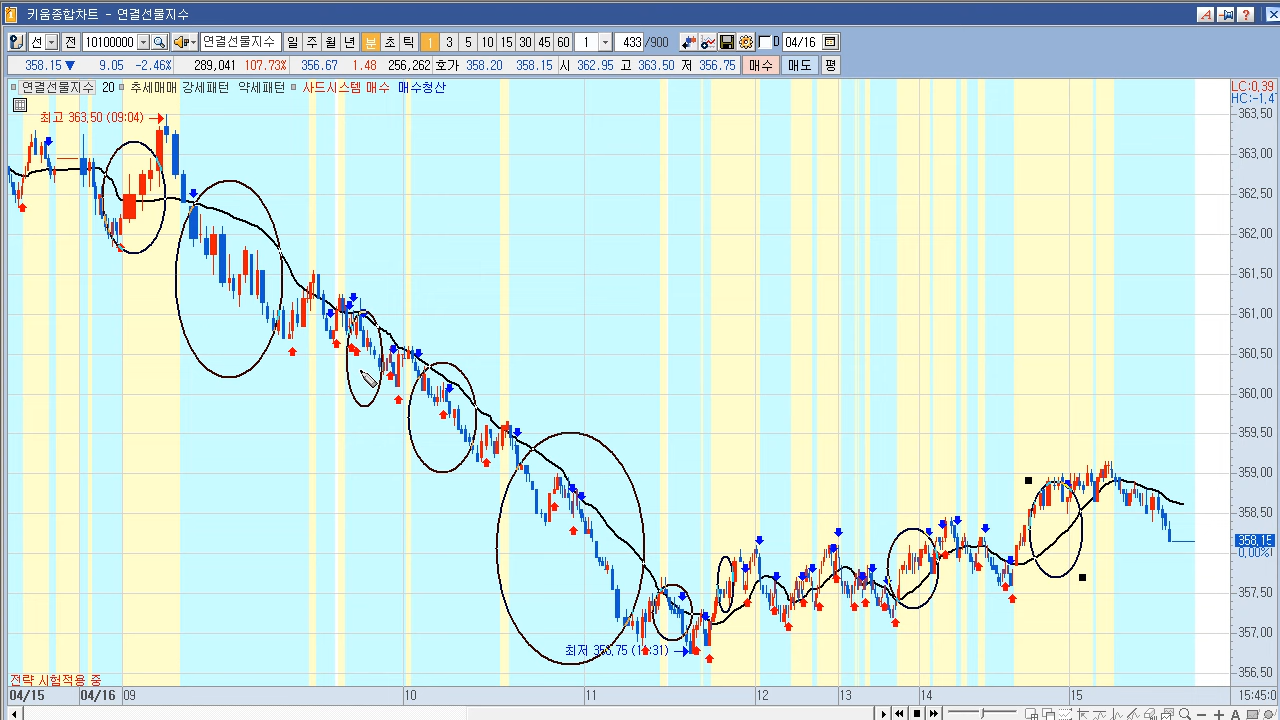 키움종합차트 - 연결선물지수
선 전 10100000 연결선물지수 일 주 월 년 분 초 틱 1 3 5 10 15 30 45 60 1 433 /900 D 04/16
358.15 ▼ 9.05 -2.46% 289,041 107.73% 356.67 1.48 256,262 호가 358.20 358.15 시 362.95 고 363.50 저 356.75 매수 매도 평
연결선물지수 20 추세매매 강세패턴 약세패턴 사드시스템 매수 매수청산
LC:0,39
HC:-1,4
최고 363,50 (09:04)
363,50
363,00
362,50
362,00
361,50
361,00
360,50
360,00
359,50
359,00
358,50
358,15
0,00%
357,50
357,00
356,50
최저 356,75 (11:31)
전략 시험적용 중
04/15 04/16 09 10 11 12 13 14 15 15:45:0